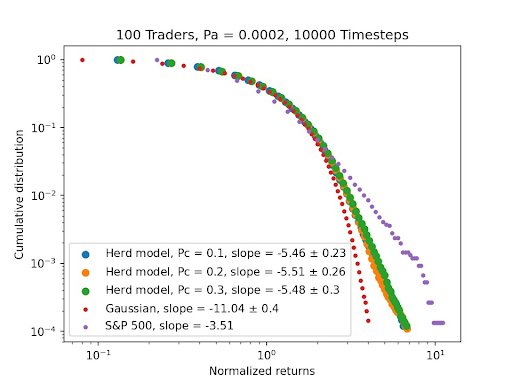 100 Traders, Pa = 0.0002, 10000 Timesteps
Cumulative distribution
10⁰
10⁻¹
10⁻²
10⁻³
10⁻⁴
Herd model, Pc = 0.1, slope = -5.46 ± 0.23
Herd model, Pc = 0.2, slope = -5.51 ± 0.26
Herd model, Pc = 0.3, slope = -5.48 ± 0.3
Gaussian, slope = -11.04 ± 0.4
S&P 500, slope = -3.51
10⁻¹ 10⁰ 10¹
Normalized returns